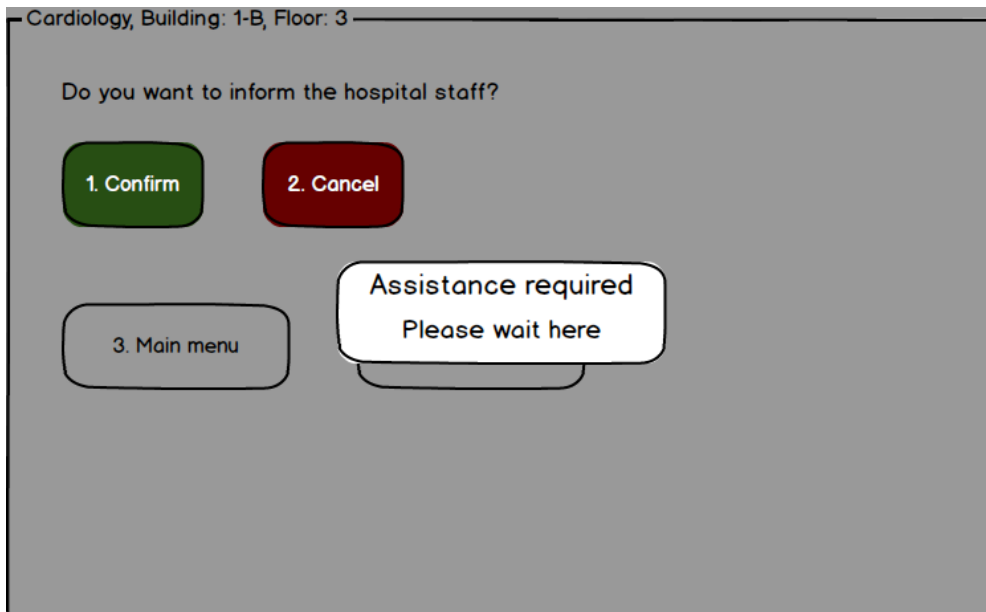 Cardiology, Building: 1-B, Floor: 3
Do you want to inform the hospital staff?
1. Confirm
2. Cancel
Assistance required
Please wait here
3. Main menu